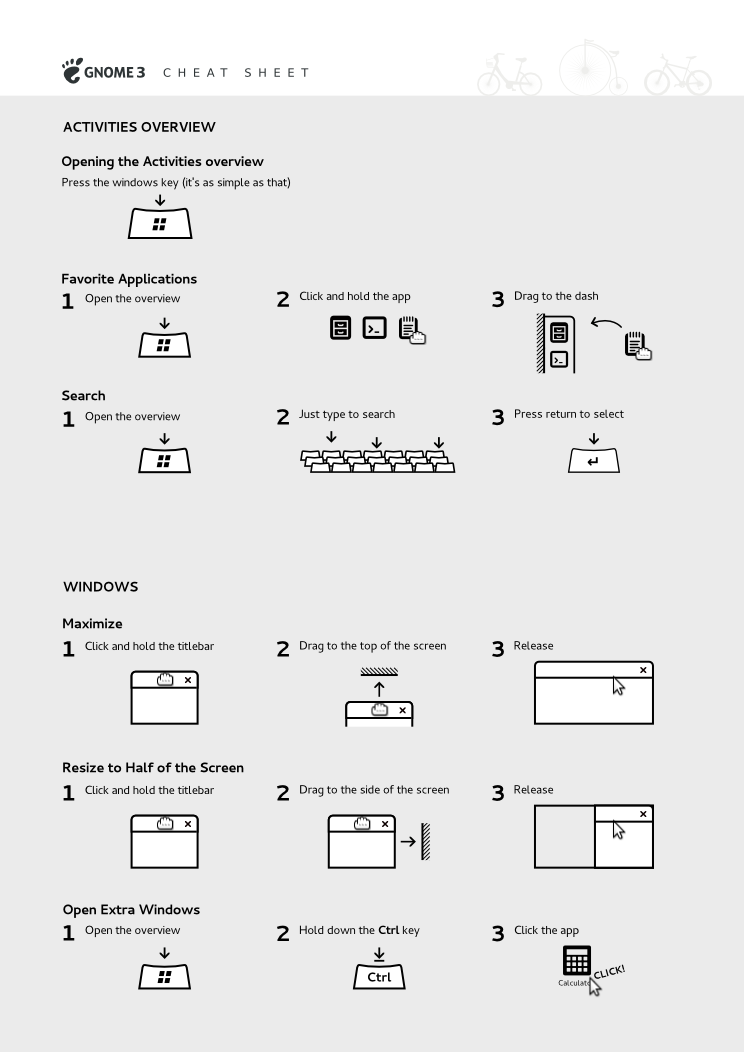 GNOME 3 CHEAT SHEET
ACTIVITIES OVERVIEW
Opening the Activities overview
Press the windows key (it's as simple as that)
Favorite Applications
1 Open the overview
2 Click and hold the app
3 Drag to the dash
Search
1 Open the overview
2 Just type to search
3 Press return to select
WINDOWS
Maximize
1 Click and hold the titlebar
2 Drag to the top of the screen
3 Release
Resize to Half of the Screen
1 Click and hold the titlebar
2 Drag to the side of the screen
3 Release
Open Extra Windows
1 Open the overview
2 Hold down the Ctrl key
3 Click the app
Ctrl
CLICK!
Calculat